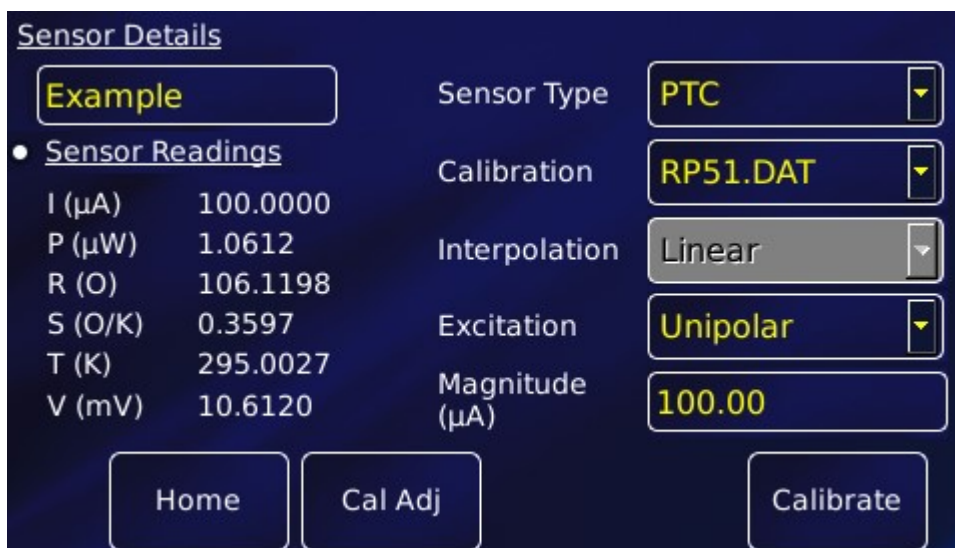 Sensor Details
Example
Sensor Readings
I (µA) 100.0000
P (µW) 1.0612
R (O) 106.1198
S (O/K) 0.3597
T (K) 295.0027
V (mV) 10.6120
Sensor Type PTC
Calibration RP51.DAT
Interpolation Linear
Excitation Unipolar
Magnitude
(µA) 100.00
Home Cal Adj Calibrate